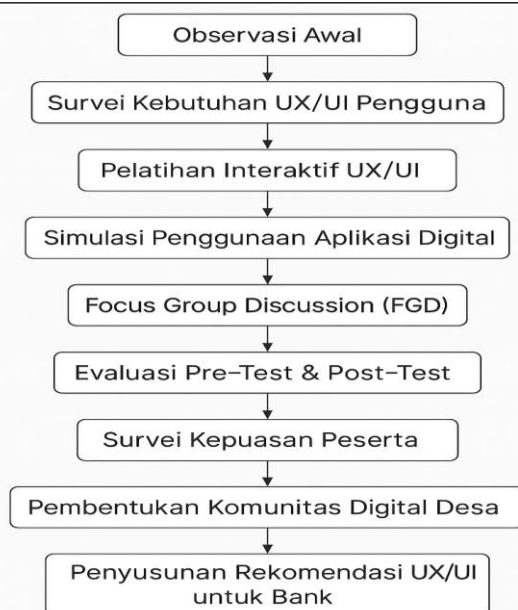 Observasi Awal
Survei Kebutuhan UX/UI Pengguna
Pelatihan Interaktif UX/UI
Simulasi Penggunaan Aplikasi Digital
Focus Group Discussion (FGD)
Evaluasi Pre-Test & Post-Test
Survei Kepuasan Peserta
Pembentukan Komunitas Digital Desa
Penyusunan Rekomendasi UX/UI
untuk Bank